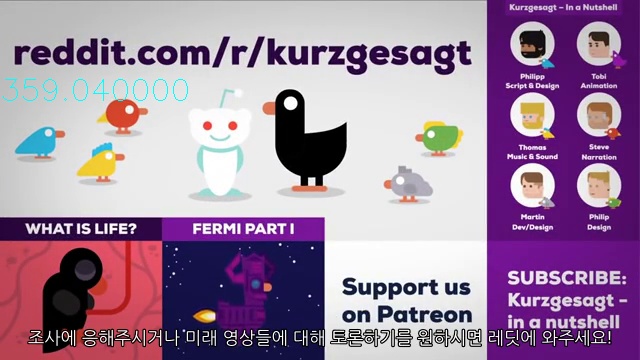 Kurzgesagt – In a Nutshell
reddit.com/r/kurzgesagt
359.040000
Philipp
Script & Design
Tobi
Animation
Thomas
Music & Sound
Steve
Narration
Martin
Dev/Design
Philip
Design
WHAT IS LIFE?
FERMI PART I
Support us
on Patreon
SUBSCRIBE:
Kurzgesagt –
in a nutshell
조사에 응해주시거나 미래 영상들에 대해 토론하기를 원하시면 레딧에 와주세요!